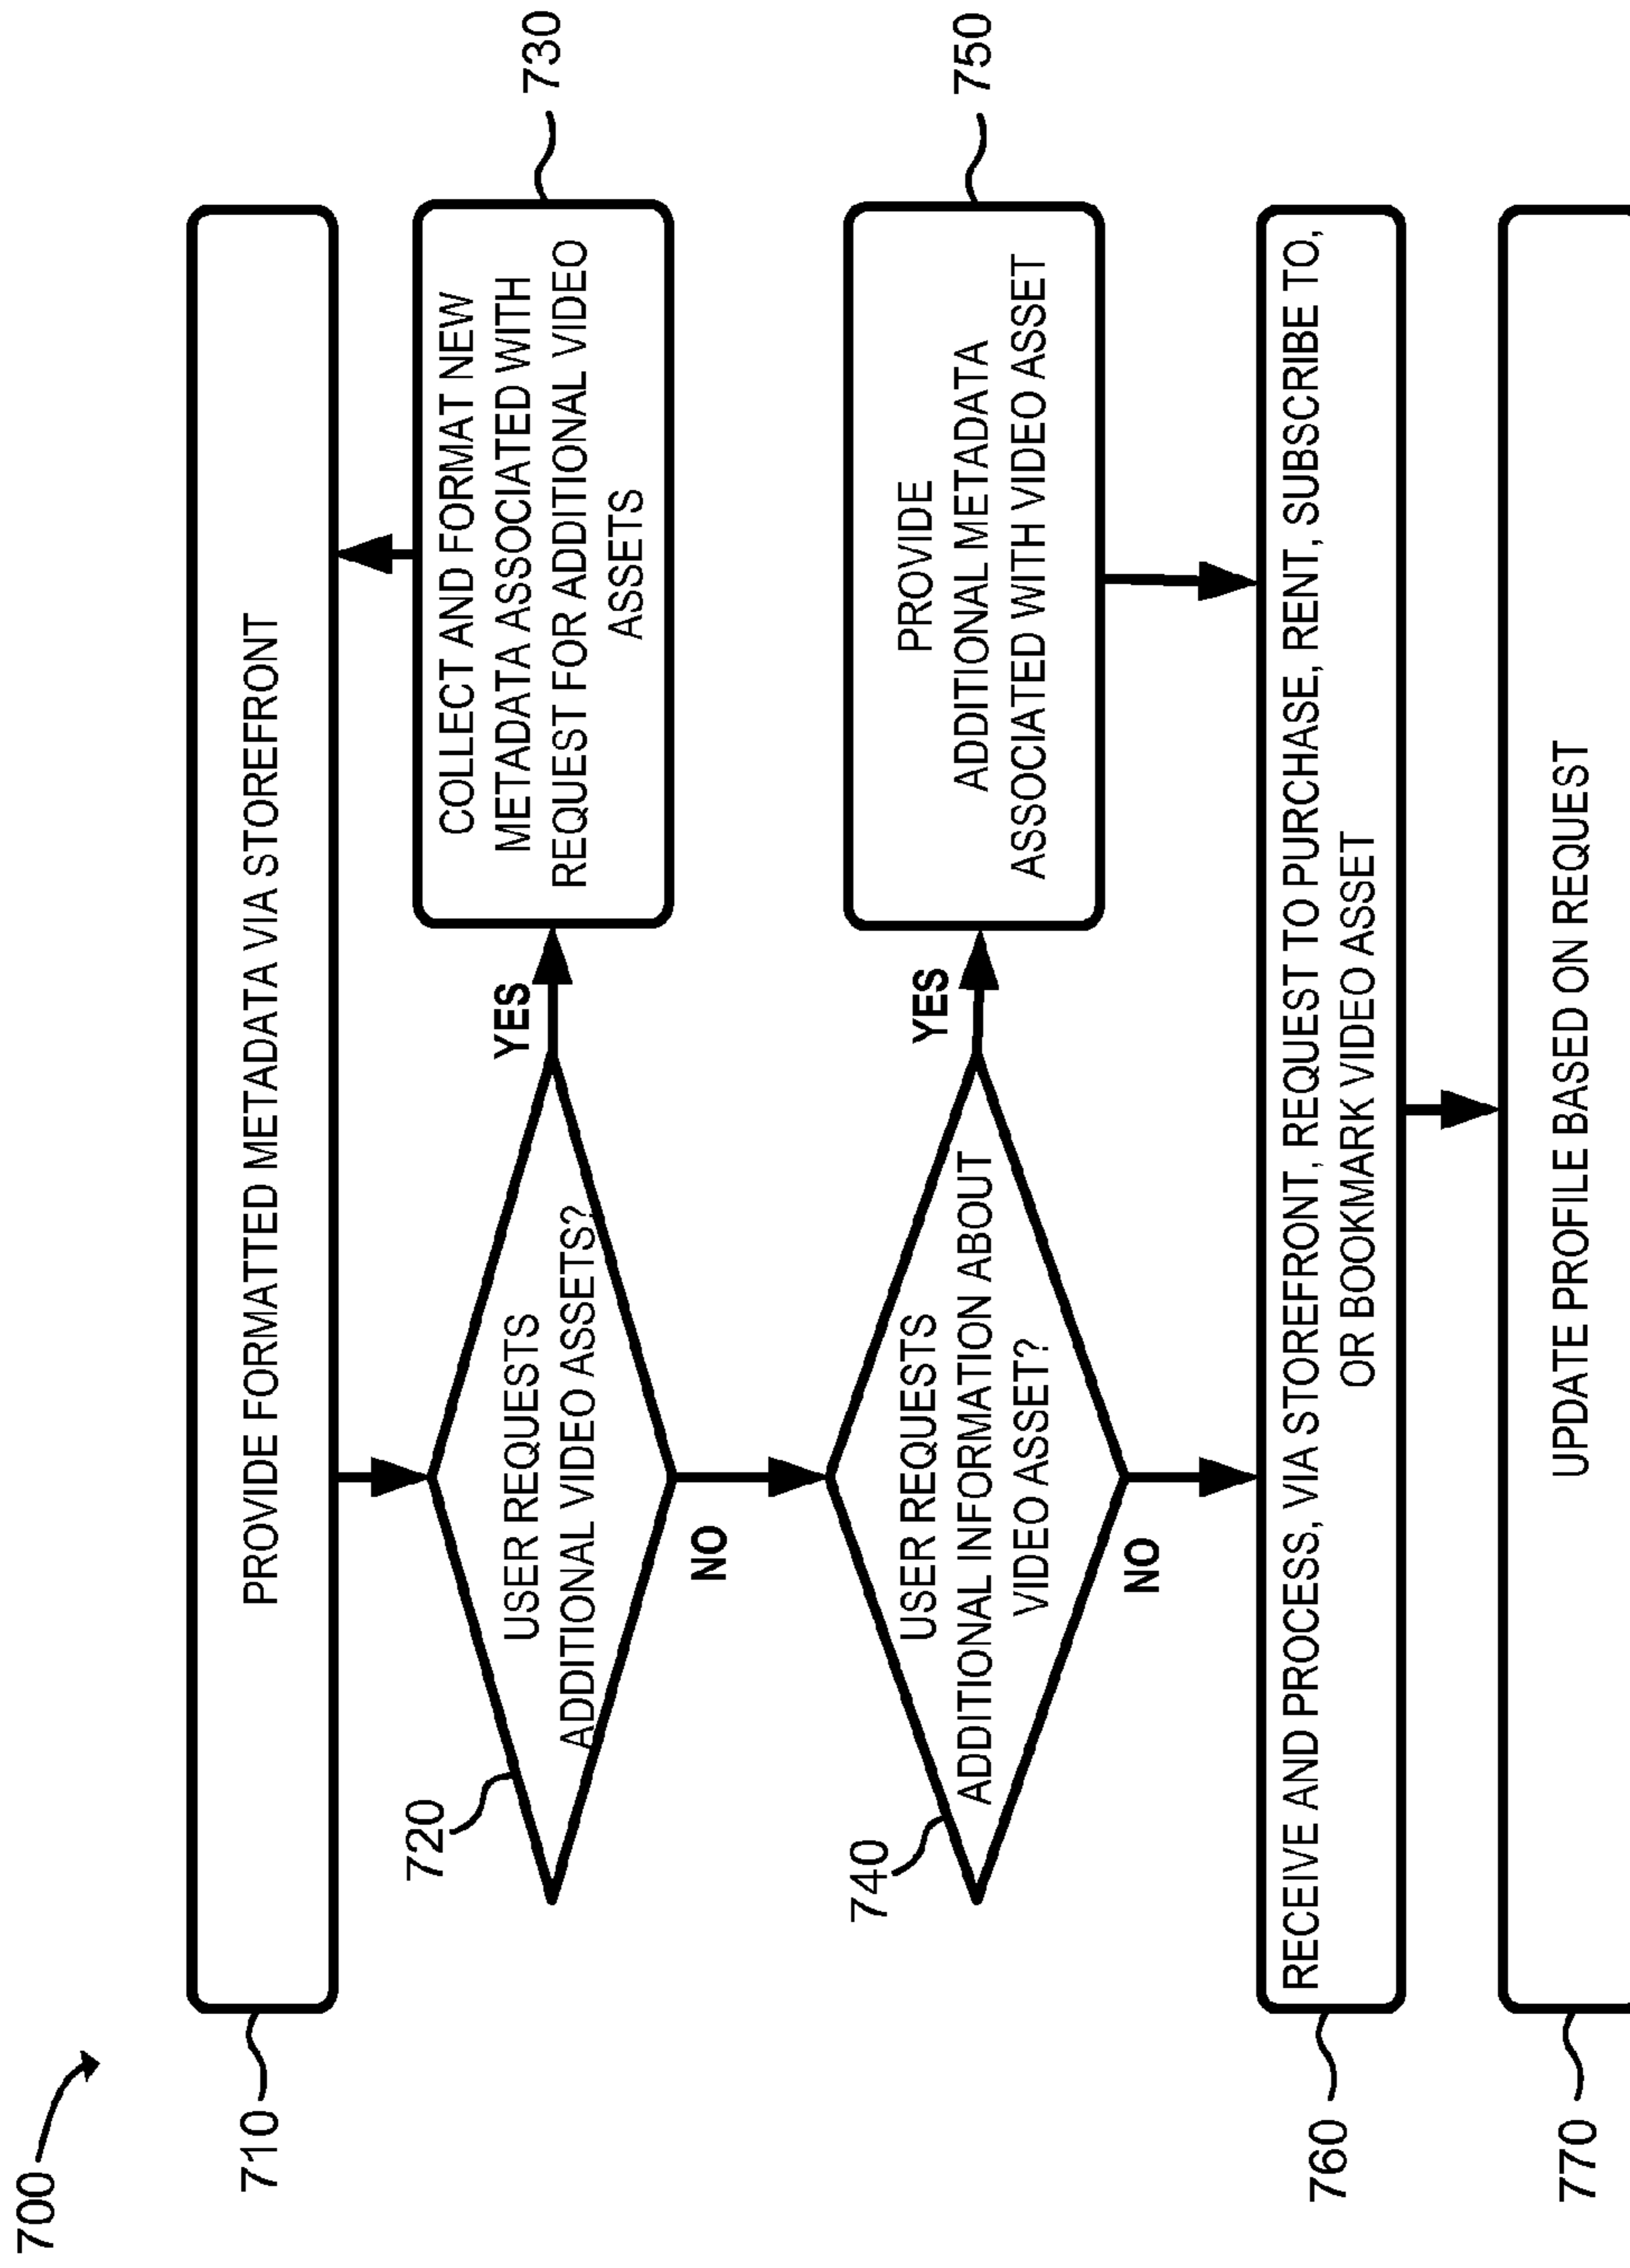 700
710
PROVIDE FORMATTED METADATA VIA STOREFRONT
720
USER REQUESTS
ADDITIONAL VIDEO ASSETS?
YES
730
COLLECT AND FORMAT NEW
METADATA ASSOCIATED WITH
REQUEST FOR ADDITIONAL VIDEO
ASSETS
NO
740
USER REQUESTS
ADDITIONAL INFORMATION ABOUT
VIDEO ASSET?
YES
750
PROVIDE
ADDITIONAL METADATA
ASSOCIATED WITH VIDEO ASSET
NO
760
RECEIVE AND PROCESS, VIA STOREFRONT, REQUEST TO PURCHASE, RENT, SUBSCRIBE TO,
OR BOOKMARK VIDEO ASSET
770
UPDATE PROFILE BASED ON REQUEST